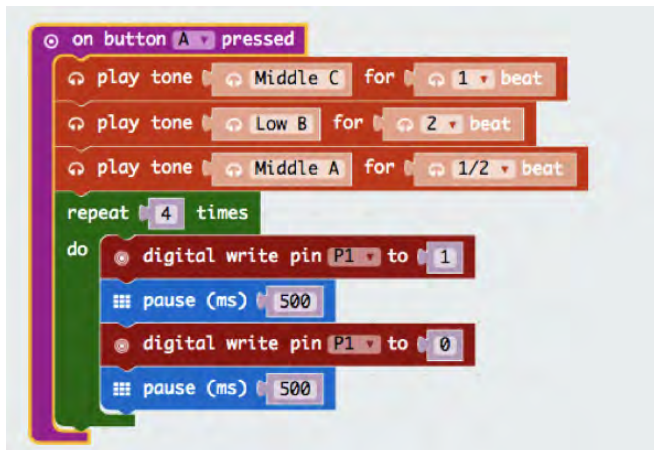 on button A pressed
play tone Middle C for 1 beat
play tone Low B for 2 beat
play tone Middle A for 1/2 beat
repeat 4 times
do
digital write pin P1 to 1
pause (ms) 500
digital write pin P1 to 0
pause (ms) 500